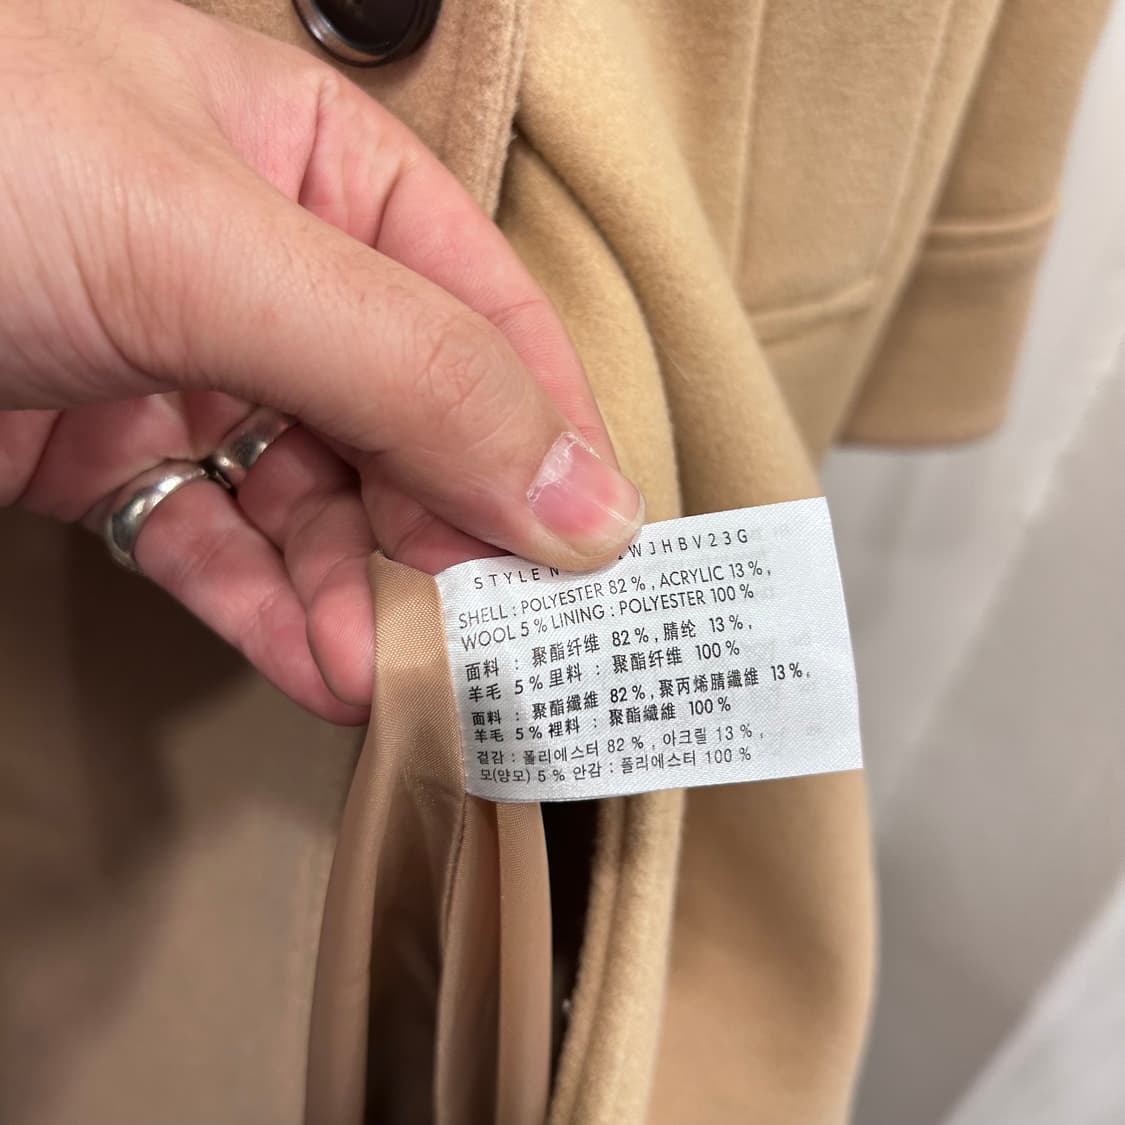 STYLE N WJHBV23G
SHELL : POLYESTER 82 % , ACRYLIC 13 % ,
WOOL 5 % LINING : POLYESTER 100 %
面料 : 聚酯纤维 82 % , 腈纶 13 % ,
羊毛 5 % 里料 : 聚酯纤维 100 %
面料 : 聚酯纖維 82% , 聚丙烯腈纖維 13 % ,
羊毛 5 % 裡料 : 聚酯纖維 100 %
겉감 : 폴리에스터 82 % , 아크릴 13 % ,
모(양모) 5 % 안감 : 폴리에스터 100 %